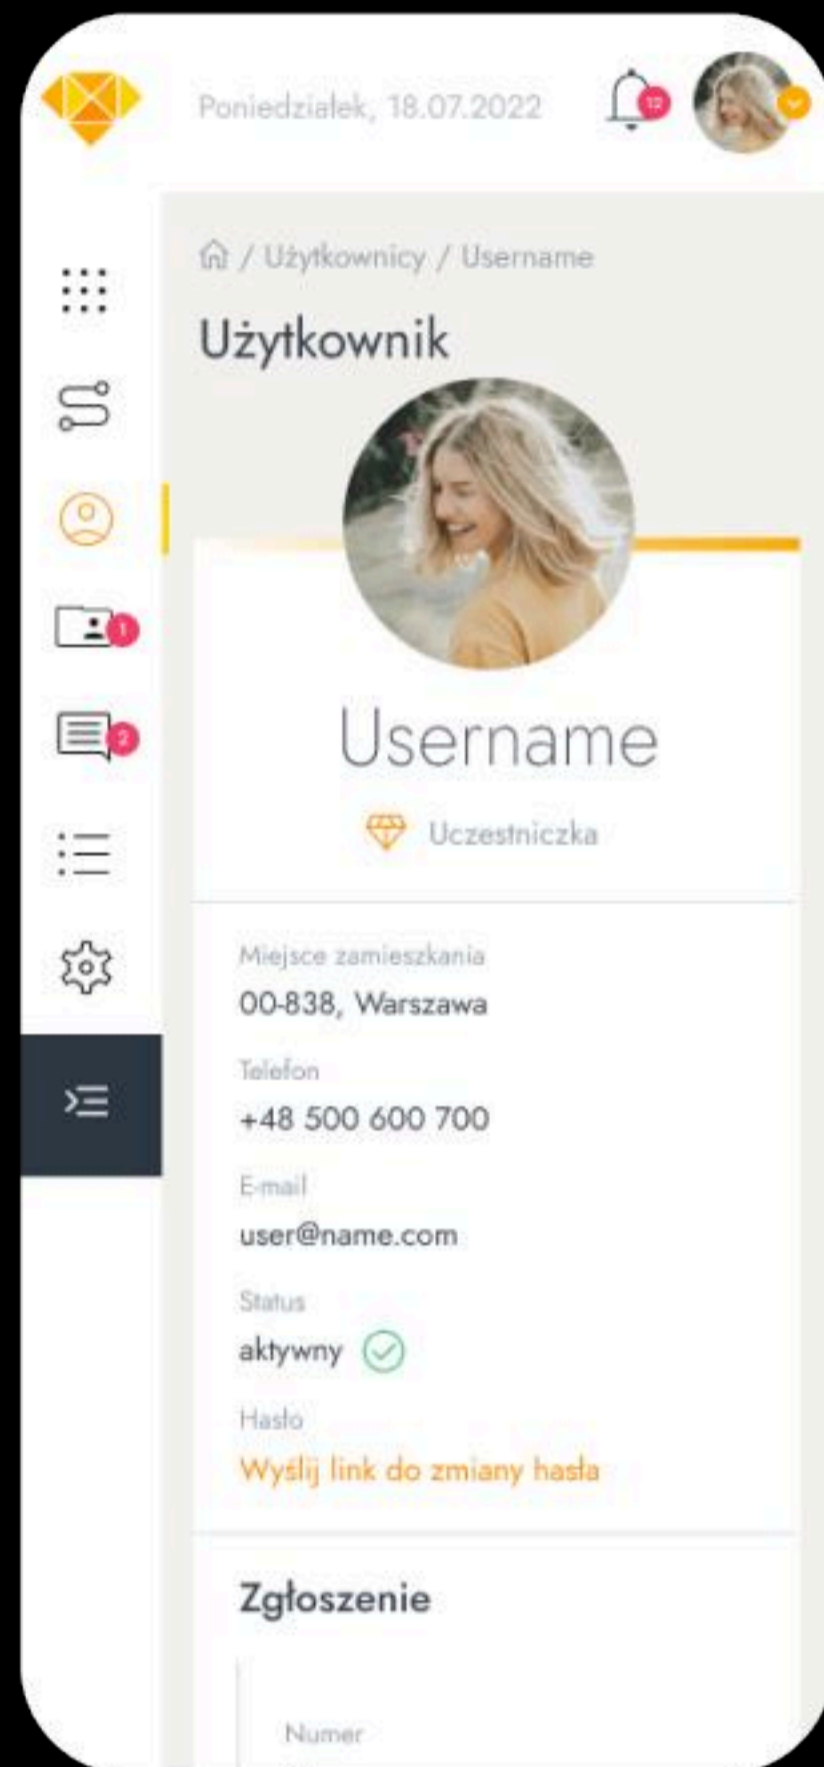 Poniedziałek, 18.07.2022
12
/ Użytkownicy / Username
Użytkownik
1
2
Username
Uczestniczka
Miejsce zamieszkania
00-838, Warszawa
Telefon
+48 500 600 700
E-mail
user@name.com
Status
aktywny
Hasło
Wyślij link do zmiany hasła
Zgłoszenie
Numer